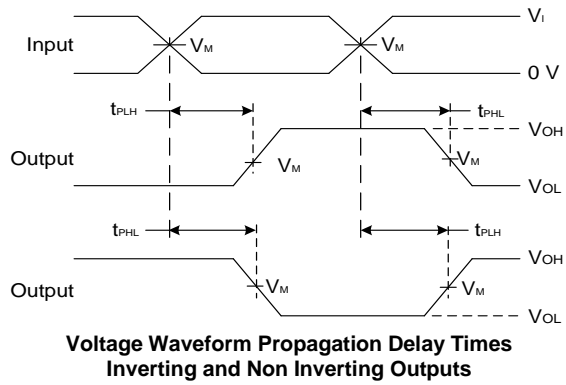 VI
Input VM VM
0 V
tPLH tPHL
VOH
Output VM VM
VOL
tPHL tPLH
VOH
Output VM VM
VOL
Voltage Waveform Propagation Delay Times
Inverting and Non Inverting Outputs